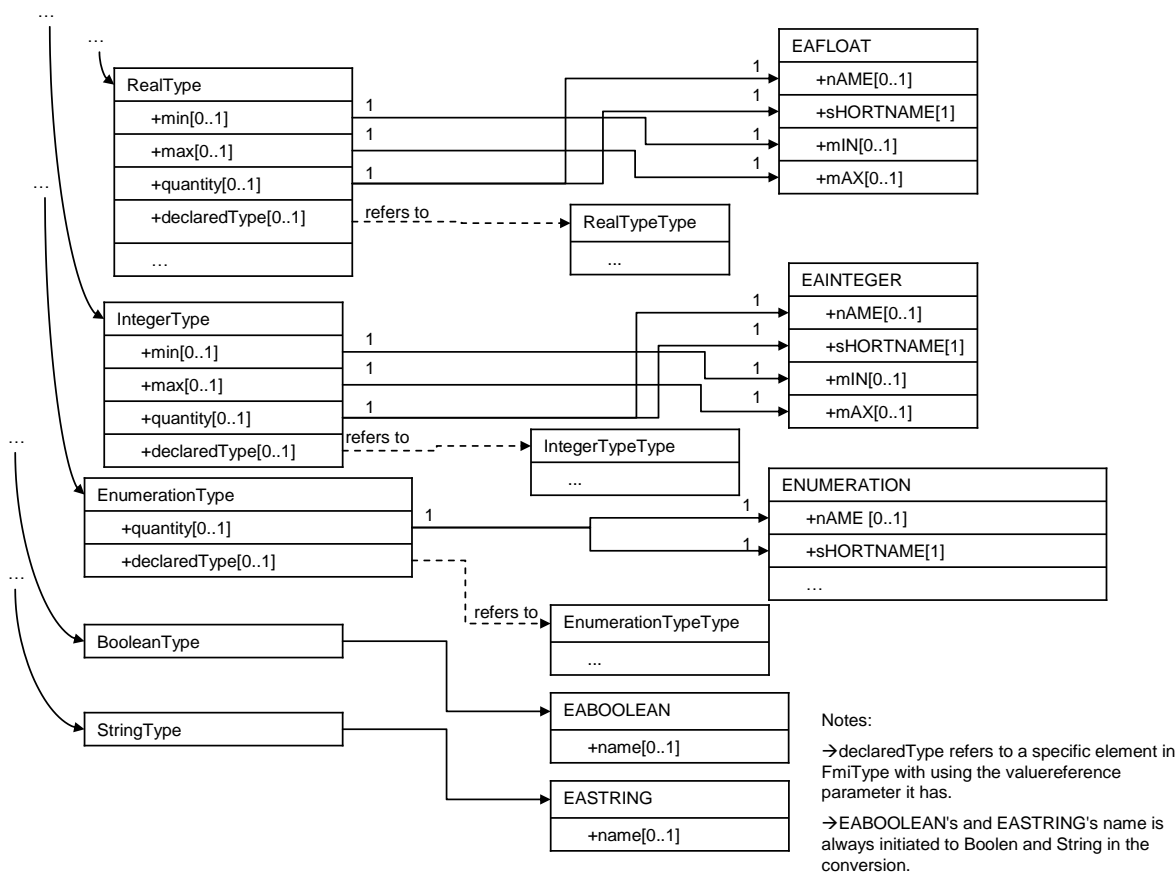 …
…
RealType
+min[0..1]
+max[0..1]
+quantity[0..1]
+declaredType[0..1]
…
1
1
1
refers to
RealTypeType
...
EAFLOAT
+nAME[0..1]
+sHORTNAME[1]
+mIN[0..1]
+mAX[0..1]
1
1
1
1
…
IntegerType
+min[0..1]
+max[0..1]
+quantity[0..1]
+declaredType[0..1]
1
1
1
refers to
IntegerTypeType
...
EAINTEGER
+nAME[0..1]
+sHORTNAME[1]
+mIN[0..1]
+mAX[0..1]
1
1
1
1
…
EnumerationType
+quantity[0..1]
+declaredType[0..1]
1
refers to
EnumerationTypeType
...
ENUMERATION
+nAME [0..1]
+sHORTNAME[1]
…
1
1
…
BooleanType
StringType
EABOOLEAN
+name[0..1]
EASTRING
+name[0..1]
Notes:
→declaredType refers to a specific element in
FmiType with using the valuereference
parameter it has.
→EABOOLEAN's and EASTRING's name is
always initiated to Boolen and String in the
conversion.